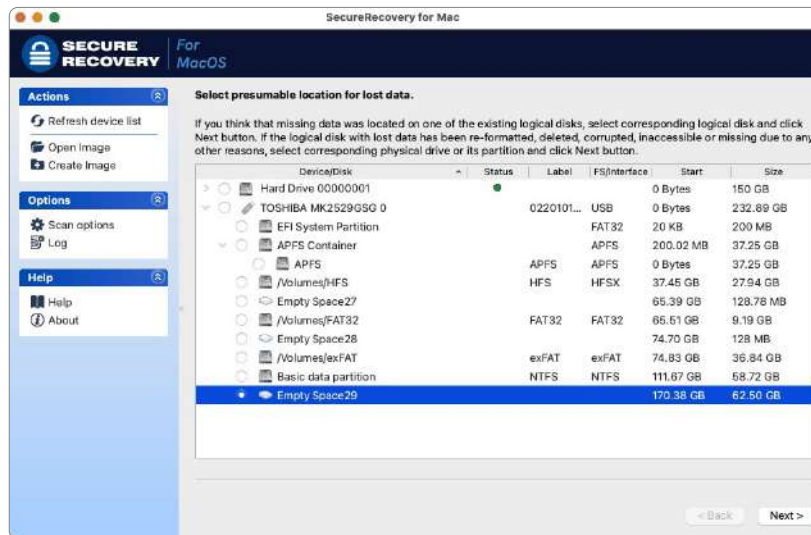 SecureRecovery for Mac
SECURE RECOVERY
For MacOS
Actions
Refresh device list
Open Image
Create Image
Options
Scan options
Log
Help
Help
About
Select presumable location for lost data.
If you think that missing data was located on one of the existing logical disks, select corresponding logical disk and click
Next button. If the logical disk with lost data has been re-formatted, deleted, corrupted, inaccessible or missing due to any
other reasons, select corresponding physical drive or its partition and click Next button.
Device/Disk Status Label FS/Interface Start Size
Hard Drive 00000001 0 Bytes 150 GB
TOSHIBA MK2529GSG 0 0220101... USB 0 Bytes 232.89 GB
EFI System Partition FAT32 20 KB 200 MB
APFS Container APFS 200.02 MB 37.25 GB
APFS APFS APFS 0 Bytes 37.25 GB
/Volumes/HFS HFS HFSX 37.45 GB 27.94 GB
Empty Space27 65.39 GB 128.78 MB
/Volumes/FAT32 FAT32 FAT32 65.51 GB 9.19 GB
Empty Space28 74.70 GB 128 MB
/Volumes/exFAT exFAT exFAT 74.83 GB 36.84 GB
Basic data partition NTFS NTFS 111.67 GB 58.72 GB
Empty Space29 170.38 GB 62.50 GB
< Back Next >